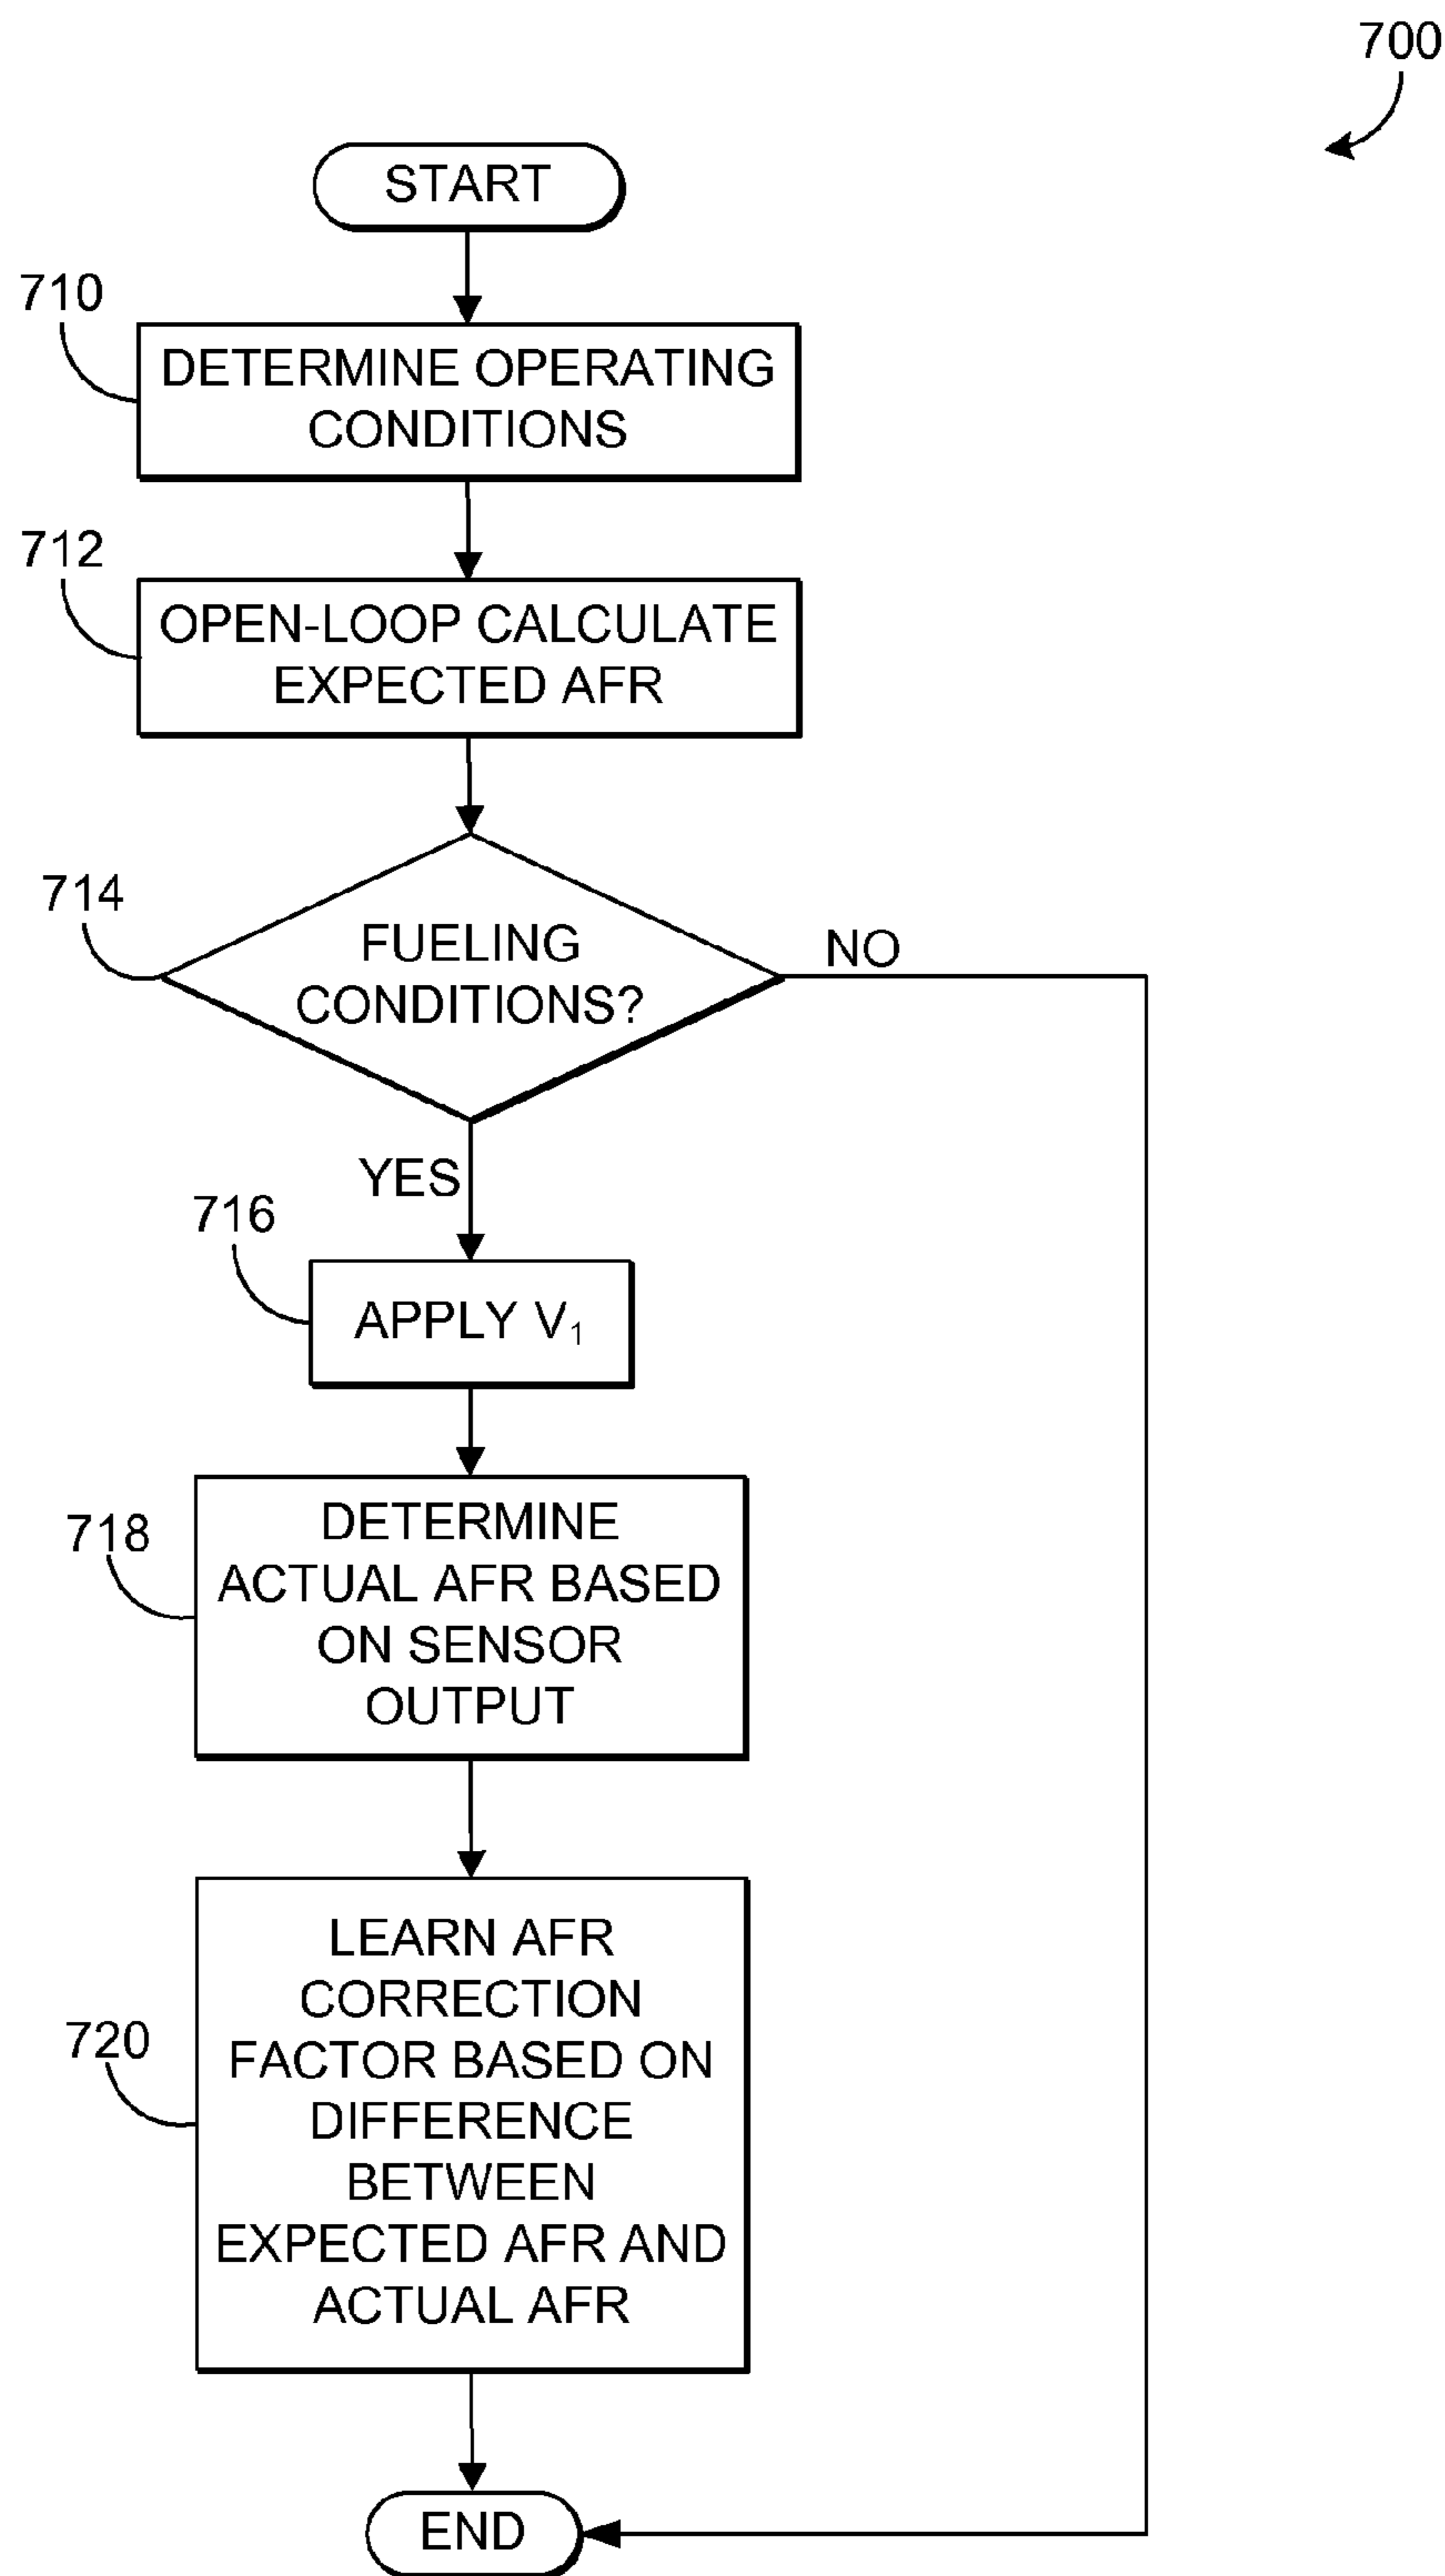 700
START
710
DETERMINE OPERATING
CONDITIONS
712
OPEN-LOOP CALCULATE
EXPECTED AFR
714
FUELING
CONDITIONS?
NO
YES
716
APPLY V₁
718
DETERMINE
ACTUAL AFR BASED
ON SENSOR
OUTPUT
720
LEARN AFR
CORRECTION
FACTOR BASED ON
DIFFERENCE
BETWEEN
EXPECTED AFR AND
ACTUAL AFR
END